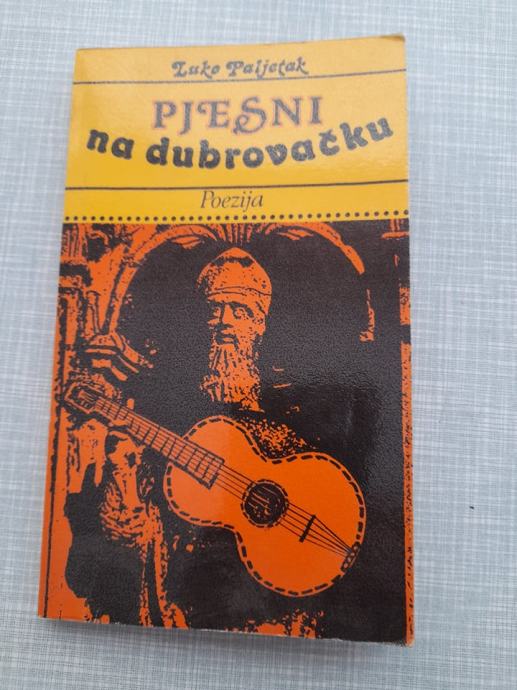 Luko Paljetak
PJESNI
na dubrovačku
Poezija